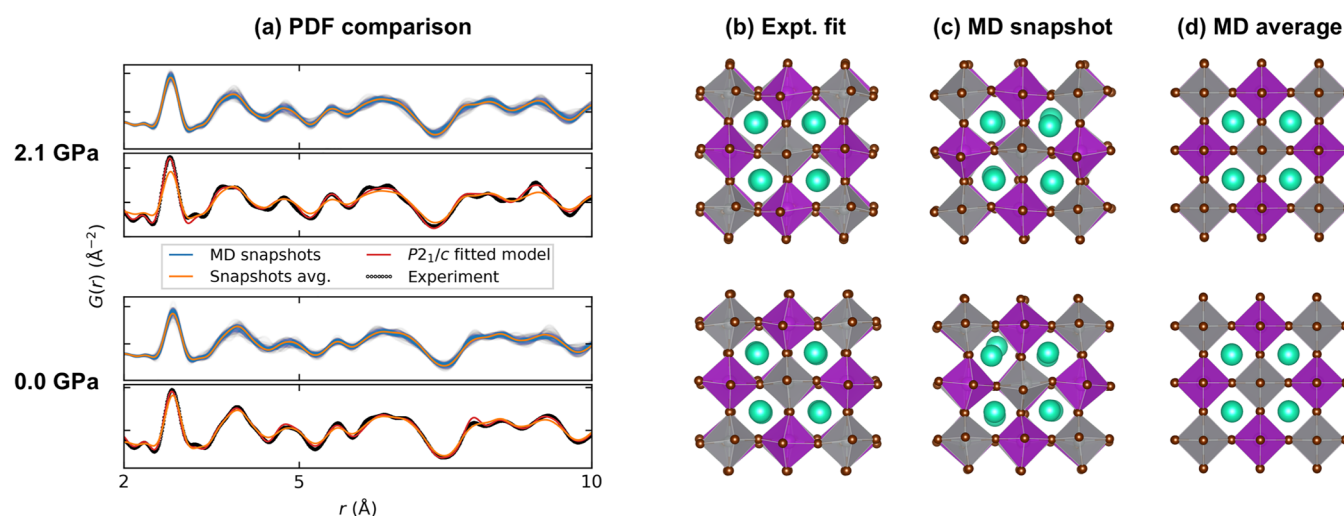 (a) PDF comparison
(b) Expt. fit
(c) MD snapshot
(d) MD average
2.1 GPa
G(r) (Å⁻²)
MD snapshots
P2₁/c fitted model
Snapshots avg.
Experiment
0.0 GPa
2
5
10
r (Å)